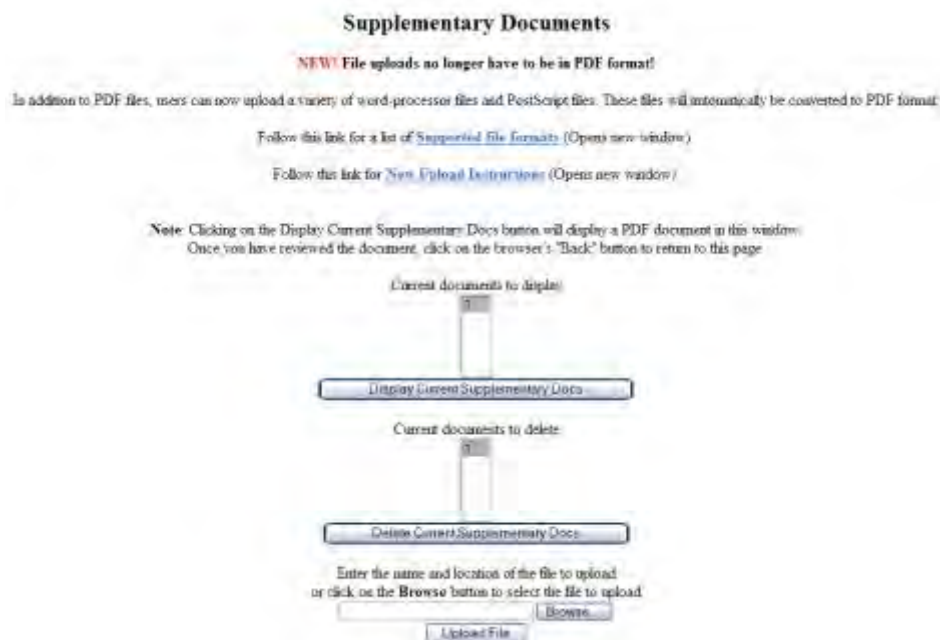 Supplementary Documents
NEW! File uploads no longer have to be in PDF format!
In addition to PDF files, users can now upload a variety of word-processor files and PostScript files. These files will automatically be converted to PDF format
Follow this link for a list of Supported file formats (Opens new window)
Follow this link for New Upload Instructions (Opens new window)
Note: Clicking on the Display Current Supplementary Docs button will display a PDF document in this window.
Once you have reviewed the document, click on the browser's "Back" button to return to this page
Current documents to display
1
Display Current Supplementary Docs
Current documents to delete
1
Delete Current Supplementary Docs
Enter the name and location of the file to upload
or click on the Browse button to select the file to upload
Browse...
Upload File